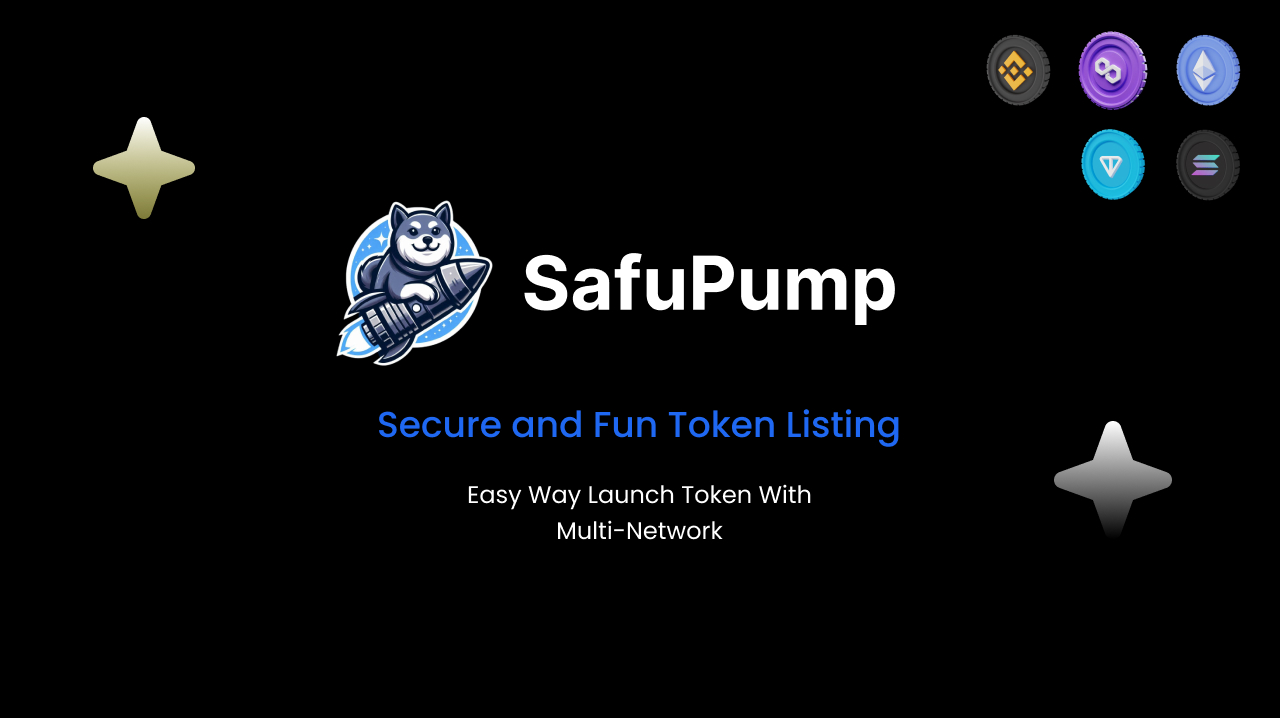 SafuPump
Secure and Fun Token Listing
Easy Way Launch Token With
Multi-Network